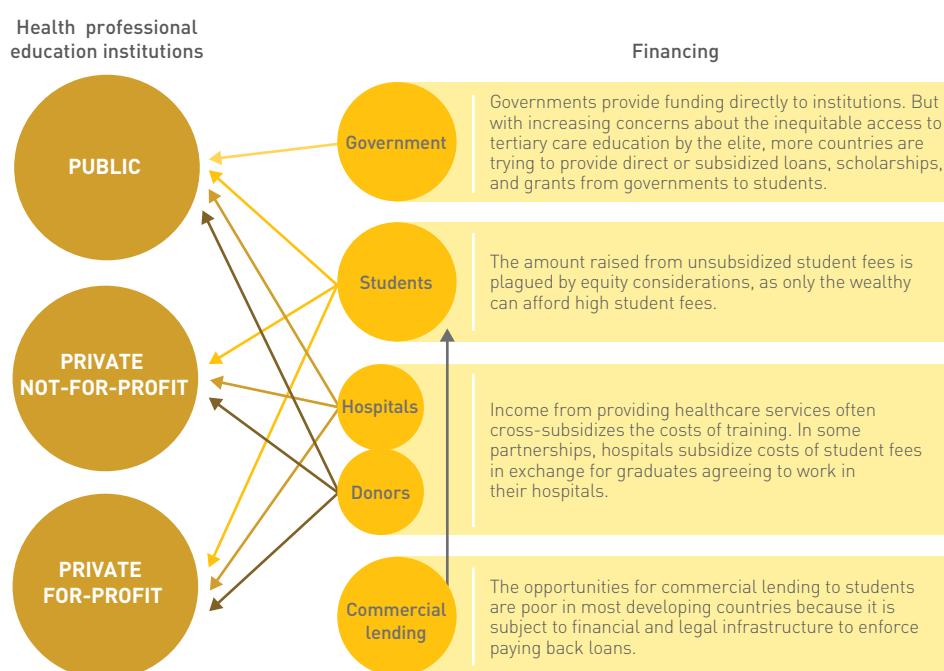 Health professional
education institutions
Financing
PUBLIC
PRIVATE
NOT-FOR-PROFIT
PRIVATE
FOR-PROFIT
Government
Governments provide funding directly to institutions. But
with increasing concerns about the inequitable access to
tertiary care education by the elite, more countries are
trying to provide direct or subsidized loans, scholarships,
and grants from governments to students.
Students
The amount raised from unsubsidized student fees is
plagued by equity considerations, as only the wealthy
can afford high student fees.
Hospitals
Donors
Income from providing healthcare services often
cross-subsidizes the costs of training. In some
partnerships, hospitals subsidize costs of student fees
in exchange for graduates agreeing to work in
their hospitals.
Commercial
lending
The opportunities for commercial lending to students
are poor in most developing countries because it is
subject to financial and legal infrastructure to enforce
paying back loans.